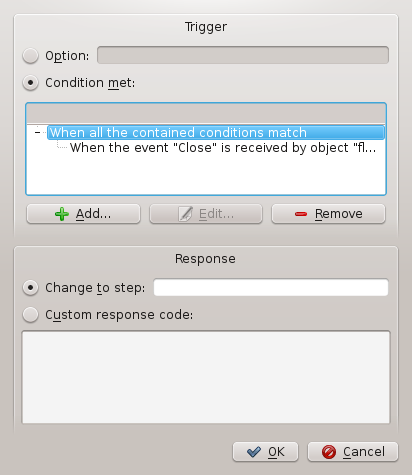 Trigger
Option:
Condition met:
When all the contained conditions match
When the event "Close" is received by object "fl...
Add...
Edit...
Remove
Response
Change to step:
Custom response code:
OK
Cancel